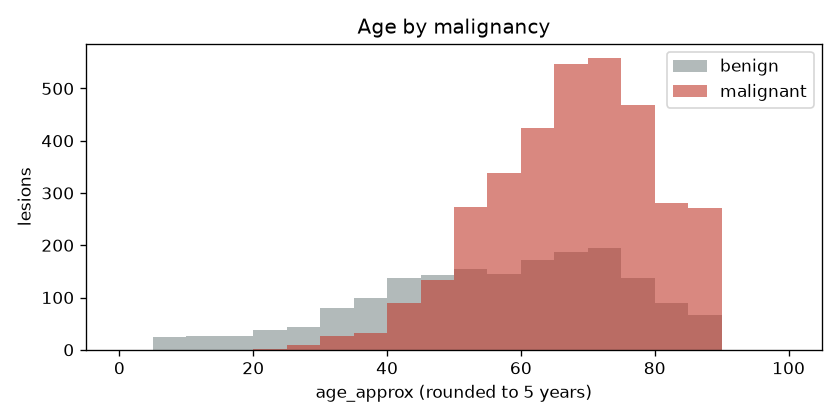 Age by malignancy
benign
malignant
lesions
500
400
300
200
100
0
0 20 40 60 80 100
age_approx (rounded to 5 years)